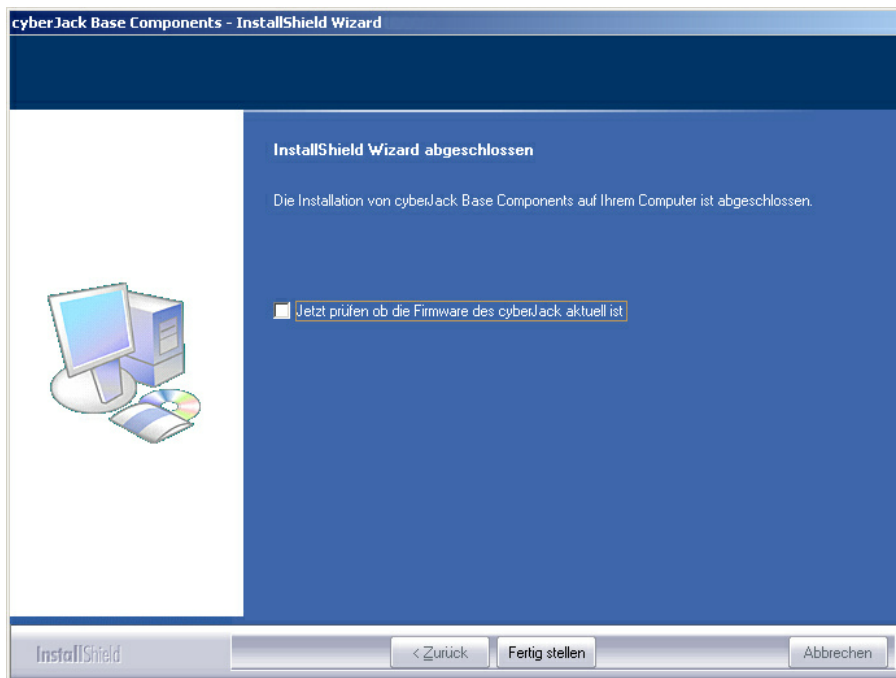 cyberJack Base Components - InstallShield Wizard
InstallShield Wizard abgeschlossen
Die Installation von cyberJack Base Components auf Ihrem Computer ist abgeschlossen.
Jetzt prüfen ob die Firmware des cyberJack aktuell ist
InstallShield
< Zurück
Fertig stellen
Abbrechen